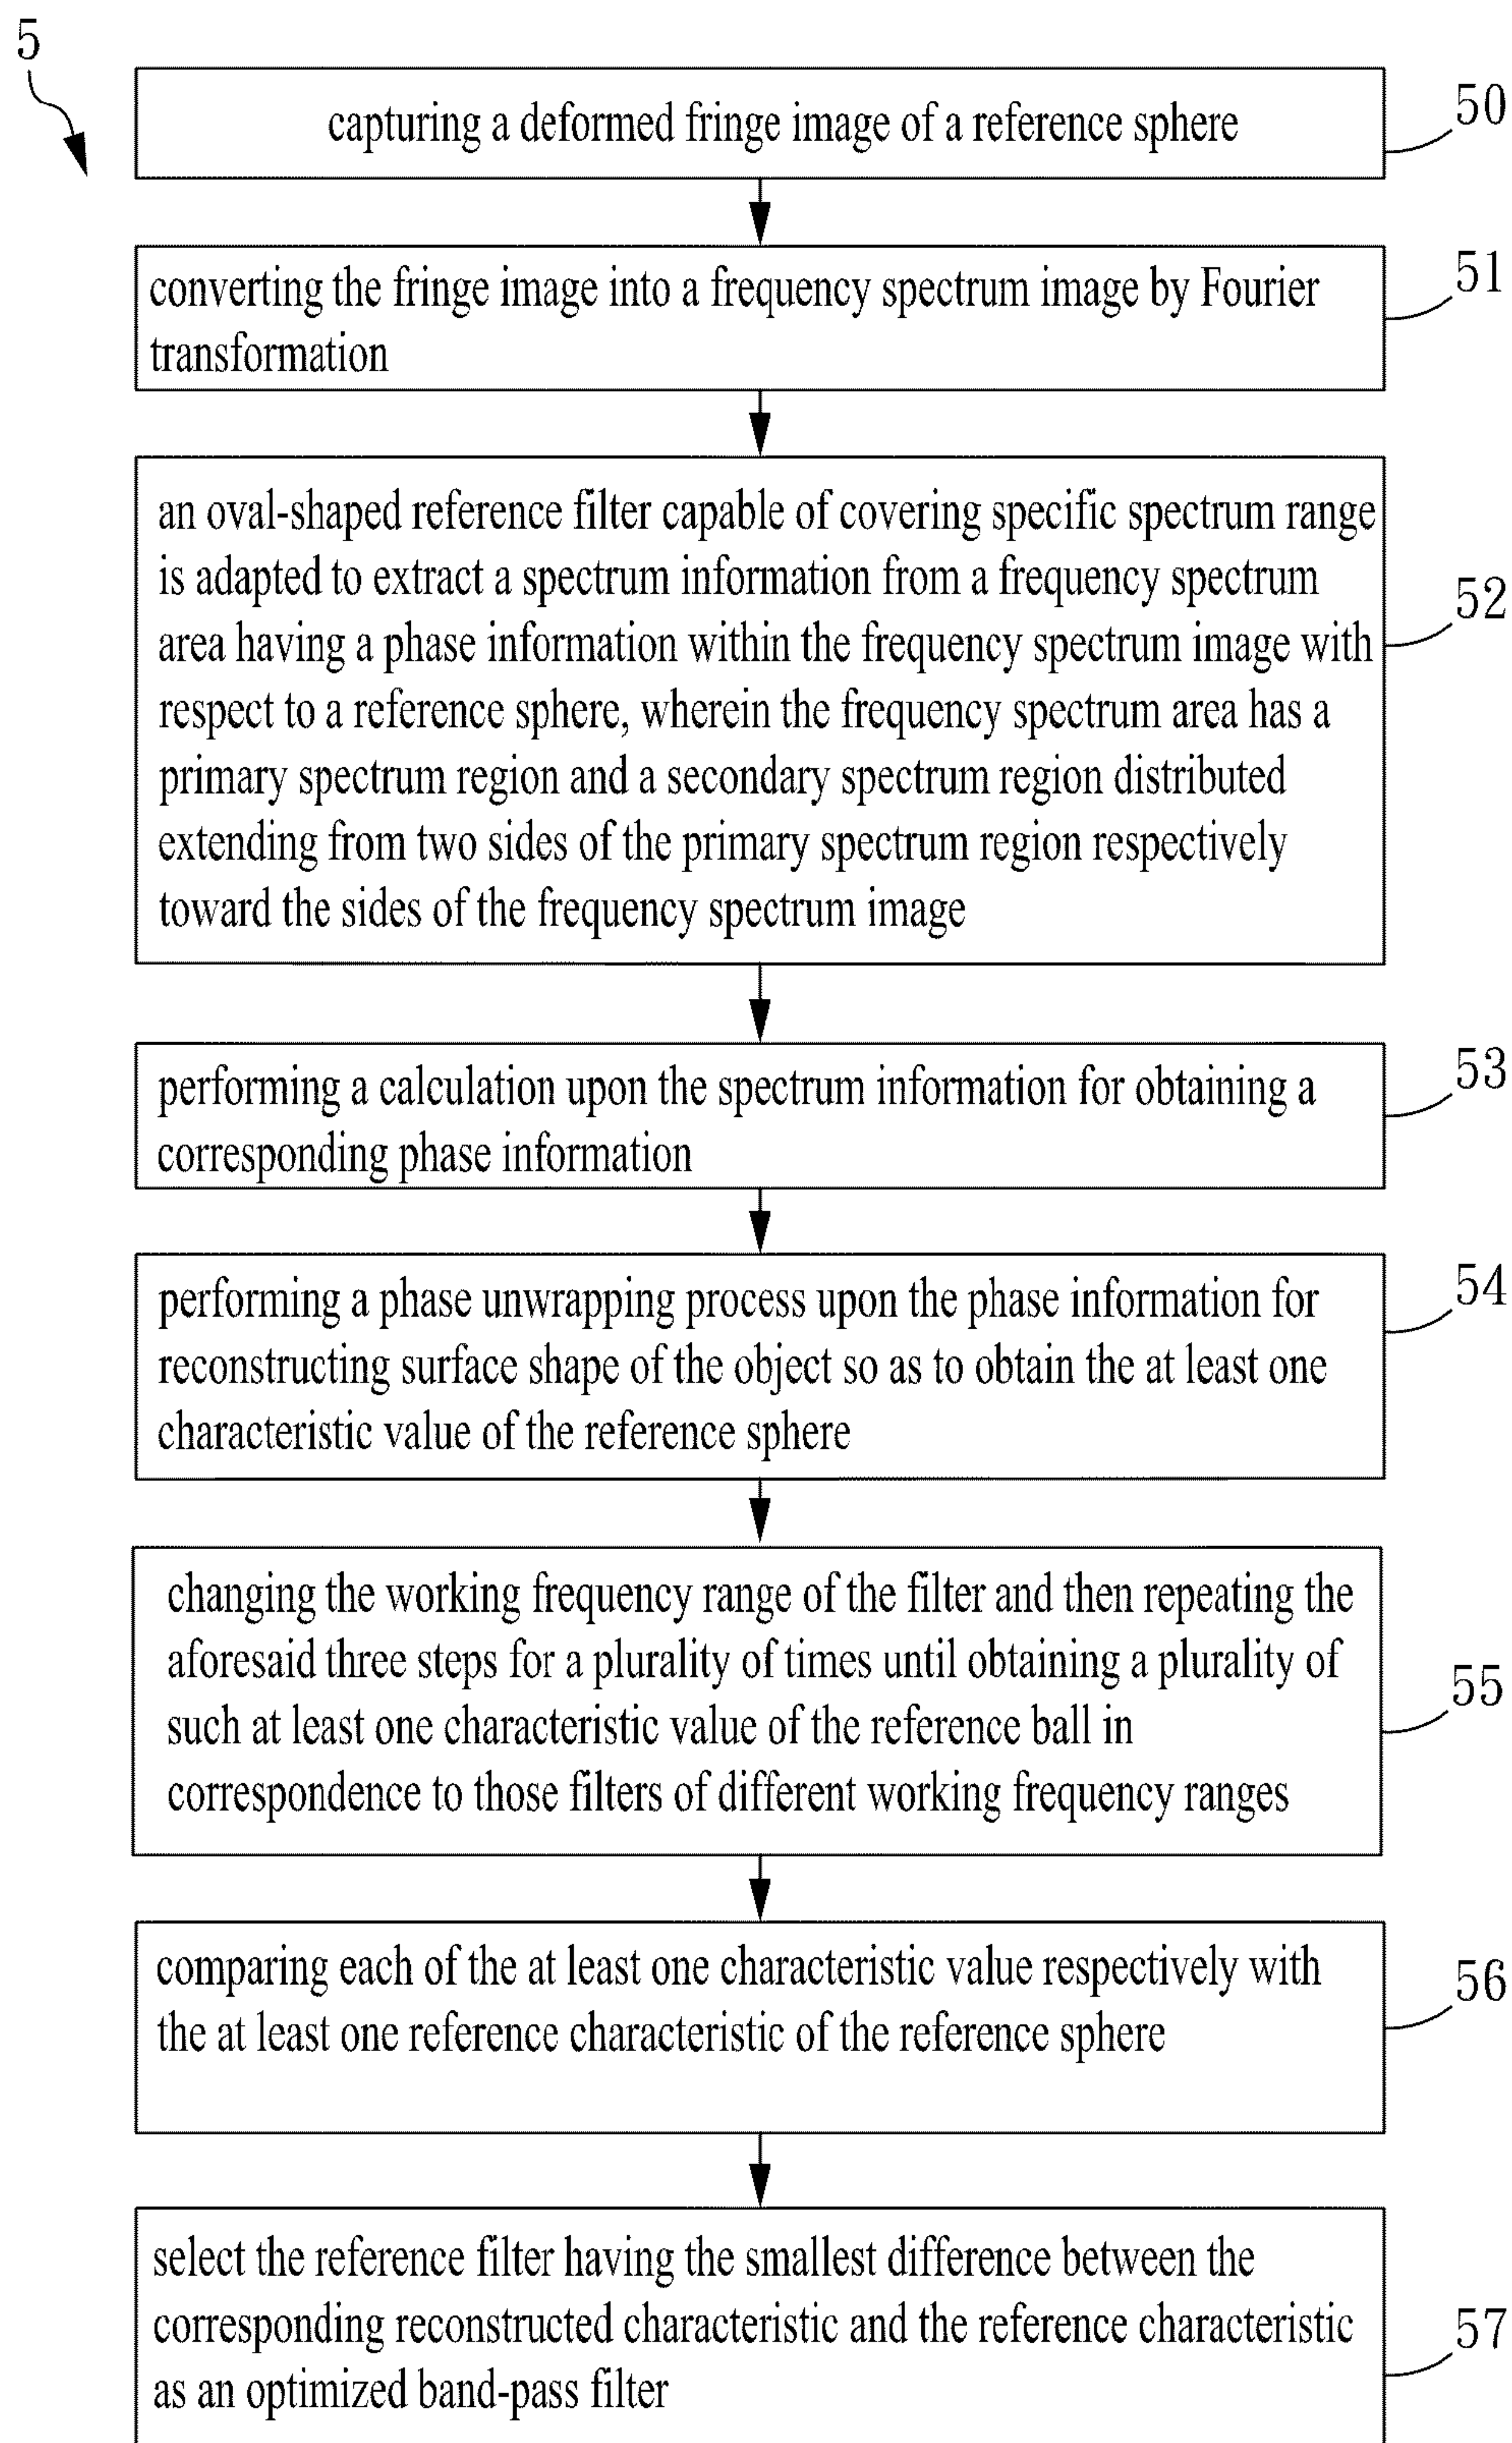 5
capturing a deformed fringe image of a reference sphere
50
converting the fringe image into a frequency spectrum image by Fourier
transformation
51
an oval-shaped reference filter capable of covering specific spectrum range
is adapted to extract a spectrum information from a frequency spectrum
area having a phase information within the frequency spectrum image with
respect to a reference sphere, wherein the frequency spectrum area has a
primary spectrum region and a secondary spectrum region distributed
extending from two sides of the primary spectrum region respectively
toward the sides of the frequency spectrum image
52
performing a calculation upon the spectrum information for obtaining a
corresponding phase information
53
performing a phase unwrapping process upon the phase information for
reconstructing surface shape of the object so as to obtain the at least one
characteristic value of the reference sphere
54
changing the working frequency range of the filter and then repeating the
aforesaid three steps for a plurality of times until obtaining a plurality of
such at least one characteristic value of the reference ball in
correspondence to those filters of different working frequency ranges
55
comparing each of the at least one characteristic value respectively with
the at least one reference characteristic of the reference sphere
56
select the reference filter having the smallest difference between the
corresponding reconstructed characteristic and the reference characteristic
as an optimized band-pass filter
57